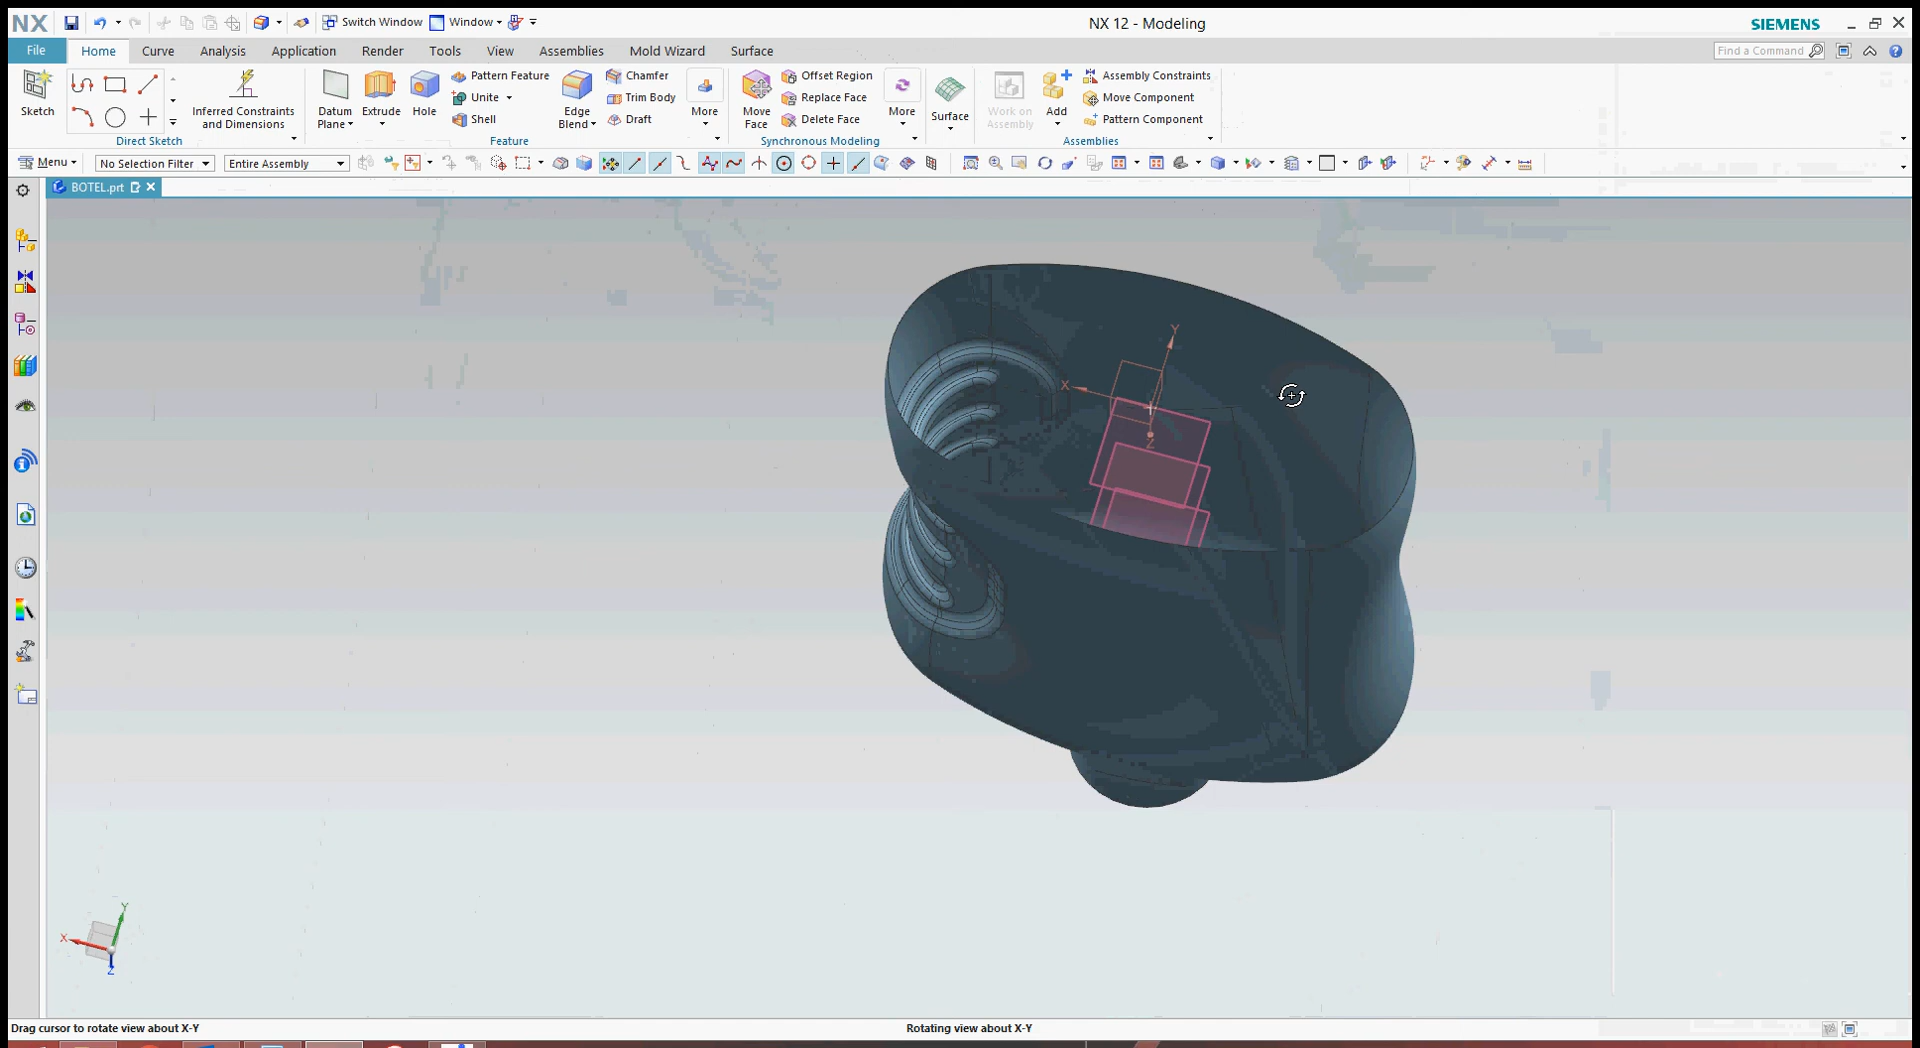 NX
Switch Window
Window
NX 12 - Modeling
SIEMENS
File
Home
Curve
Analysis
Application
Render
Tools
View
Assemblies
Mold Wizard
Surface
Find a Command
Sketch
Inferred Constraints
and Dimensions
Direct Sketch
Datum
Plane
Extrude
Hole
Pattern Feature
Unite
Shell
Edge
Blend
Chamfer
Trim Body
Draft
More
Feature
Move
Face
Offset Region
Replace Face
Delete Face
More
Synchronous Modeling
Surface
Work on
Assembly
Add
Assembly Constraints
Move Component
Pattern Component
Assemblies
Menu
No Selection Filter
Entire Assembly
BOTEL.prt
Y
X
Z
Y
X
Z
Drag cursor to rotate view about X-Y
Rotating view about X-Y